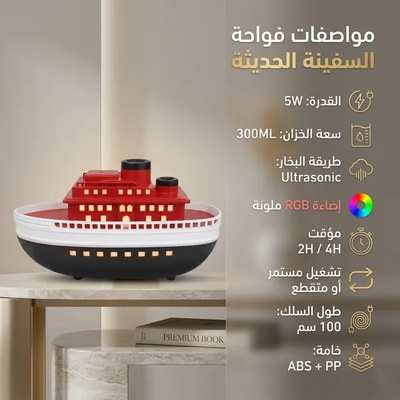 مواصفات فواحة
السفينة الحديثة
القدرة: 5W
سعة الخزان: 300ML
طريقة البخار:
Ultrasonic
إضاءة RGB ملونة
مؤقت
2H / 4H
تشغيل مستمر
أو متقطع
طول السلك:
100 سم
خامة:
ABS + PP
PREMIUM BOOK